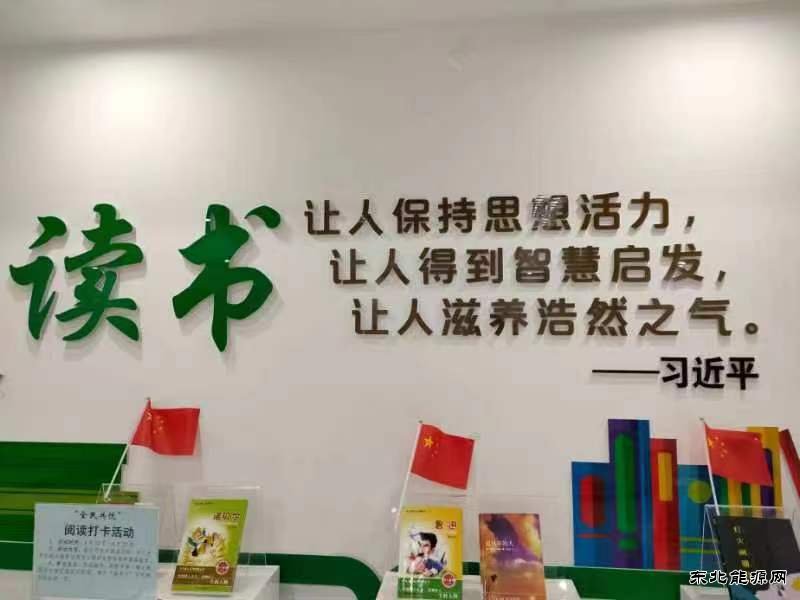 读书
让人保持思想活力，
让人得到智慧启发，
让人滋养浩然之气。
——习近平
阅读打卡活动
鲁迅
东北能源网